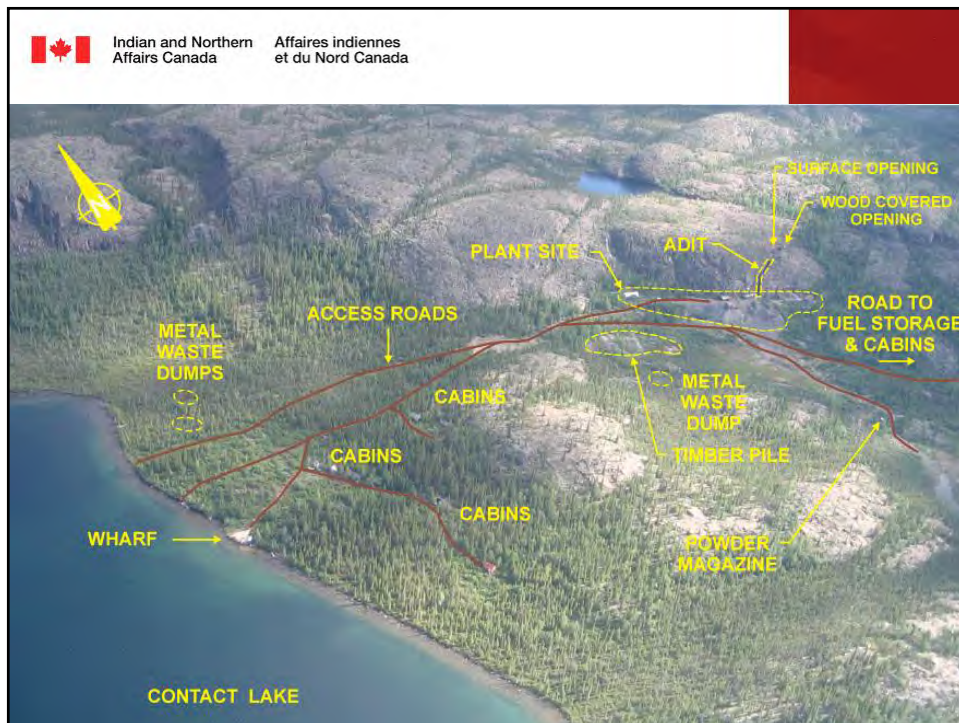 Indian and Northern Affaires indiennes
Affairs Canada et du Nord Canada
N
SURFACE OPENING
WOOD COVERED
OPENING
ADIT
PLANT SITE
ROAD TO
FUEL STORAGE
& CABINS
ACCESS ROADS
METAL
WASTE
DUMPS
CABINS
METAL
WASTE
DUMP
TIMBER PILE
CABINS
CABINS
WHARF
POWDER
MAGAZINE
CONTACT LAKE